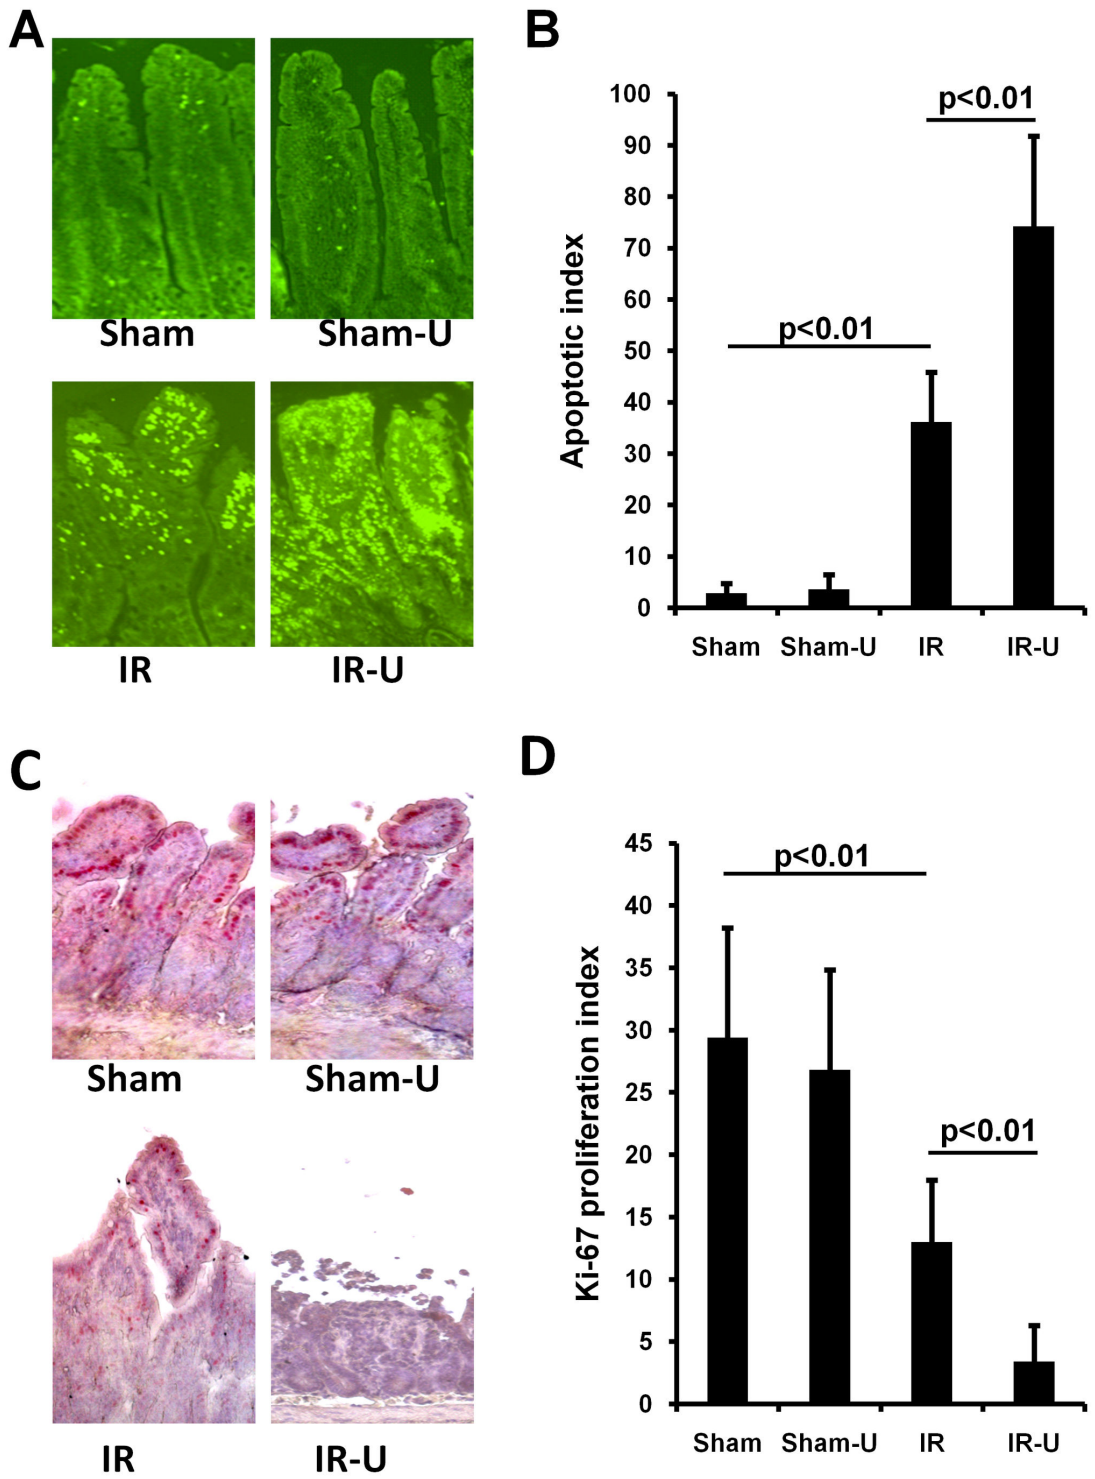 A
Sham
Sham-U
IR
IR-U
B
Apoptotic index
100
90
80
70
60
50
40
30
20
10
0
p<0.01
p<0.01
Sham Sham-U IR IR-U
C
Sham
Sham-U
IR
IR-U
D
Ki-67 proliferation index
45
40
35
30
25
20
15
10
5
0
p<0.01
p<0.01
Sham Sham-U IR IR-U